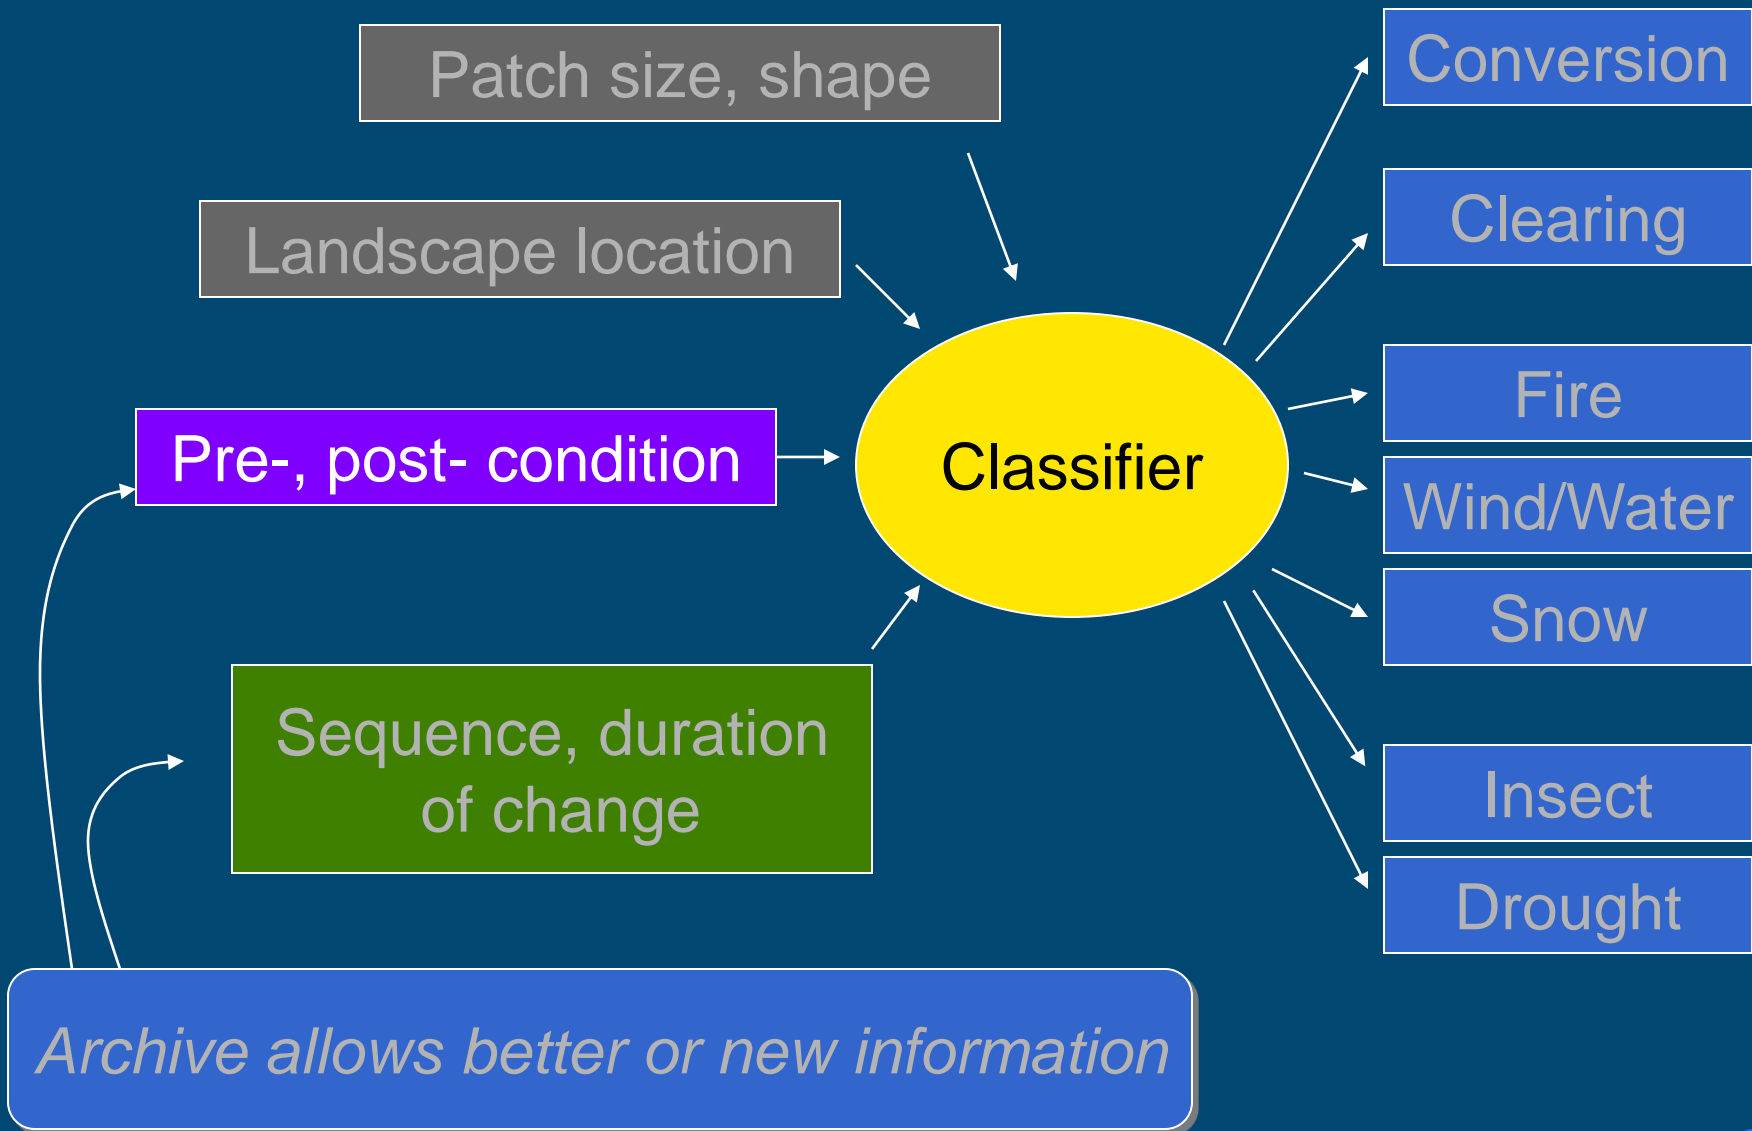 Patch size, shape
Landscape location
Pre-, post- condition
Sequence, duration
of change
Archive allows better or new information
Classifier
Conversion
Clearing
Fire
Wind/Water
Snow
Insect
Drought